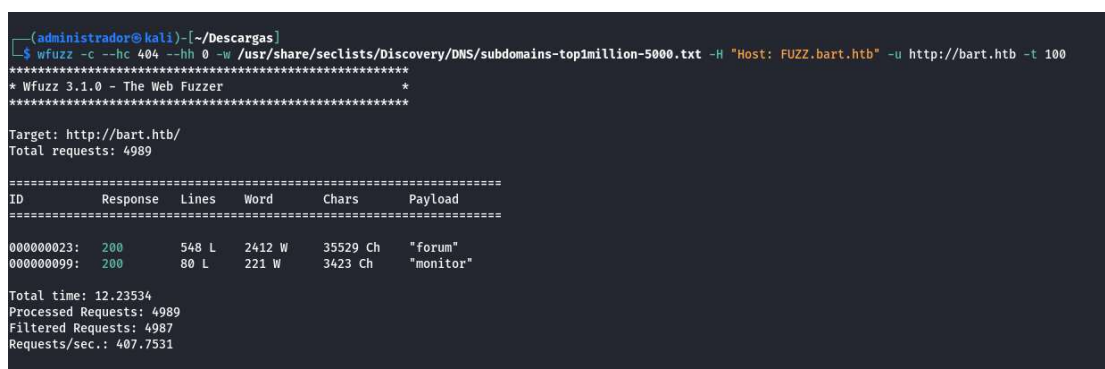 ┌──(administrador㉿kali)-[~/Descargas]
└─$ wfuzz -c --hc 404 --hh 0 -w /usr/share/seclists/Discovery/DNS/subdomains-top1million-5000.txt -H "Host: FUZZ.bart.htb" -u http://bart.htb -t 100
********************************************************
* Wfuzz 3.1.0 - The Web Fuzzer                         *
********************************************************
Target: http://bart.htb/
Total requests: 4989
=====================================================================
ID           Response   Lines    Word       Chars       Payload
=====================================================================
000000023:   200        548 L    2412 W     35529 Ch    "forum"
000000099:   200        80 L     221 W      3423 Ch     "monitor"
Total time: 12.23534
Processed Requests: 4989
Filtered Requests: 4987
Requests/sec.: 407.7531